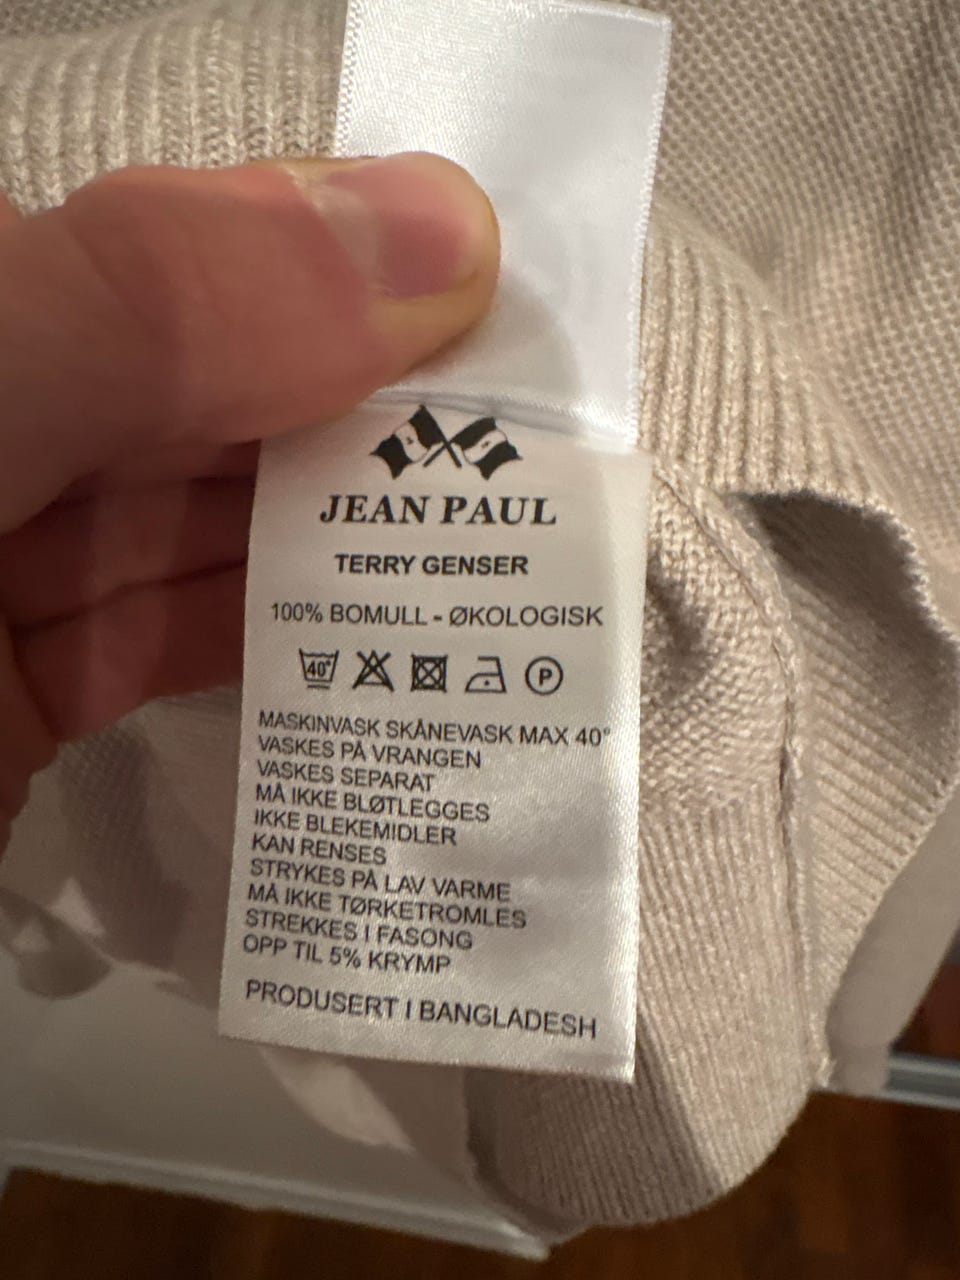 JEAN PAUL
TERRY GENSER
100% BOMULL - ØKOLOGISK
40° P
MASKINVASK SKÅNEVASK MAX 40°
VASKES PÅ VRANGEN
VASKES SEPARAT
MÅ IKKE BLØTLEGGES
IKKE BLEKEMIDLER
KAN RENSES
STRYKES PÅ LAV VARME
MÅ IKKE TØRKETROMLES
STREKKES I FASONG
OPP TIL 5% KRYMP
PRODUSERT I BANGLADESH